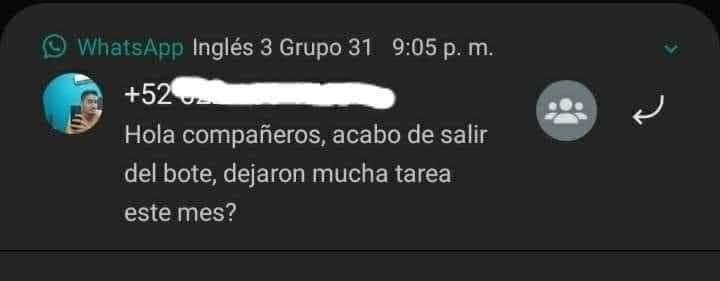 WhatsApp Inglés 3 Grupo 31 9:05 p. m.
+52
Hola compañeros, acabo de salir
del bote, dejaron mucha tarea
este mes?